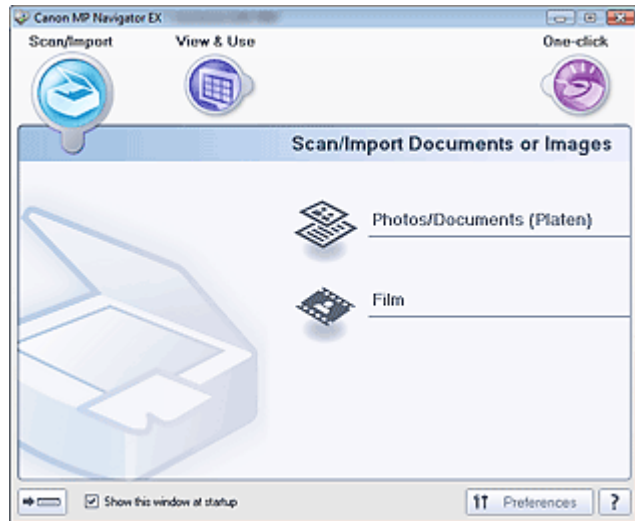 Canon MP Navigator EX
Scan/Import View & Use One-click
Scan/Import Documents or Images
Photos/Documents (Platen)
Film
Show this window at startup Preferences ?